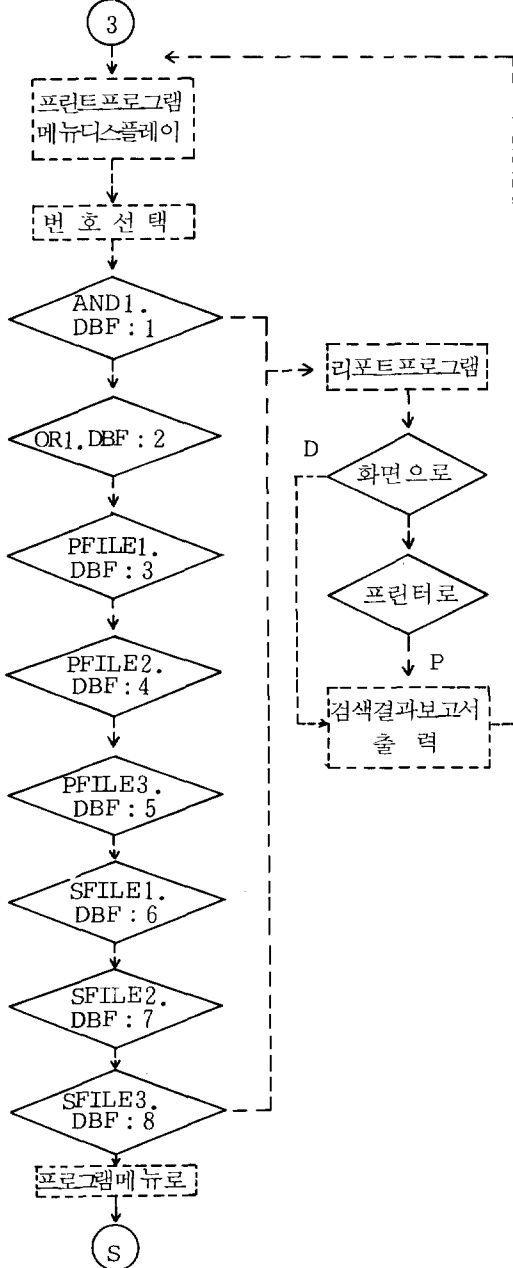 3
프린트프로그램
메뉴디스플레이
번 호 선 택
AND1.
DBF : 1
OR1.DBF : 2
PFILE1.
DBF : 3
PFILE2.
DBF : 4
PFILE3.
DBF : 5
SFILE1.
DBF : 6
SFILE2.
DBF : 7
SFILE3.
DBF : 8
프로그램메뉴로
S
리포트프로그램
D
화면으로
프린터로
P
검색결과보고서
출 력